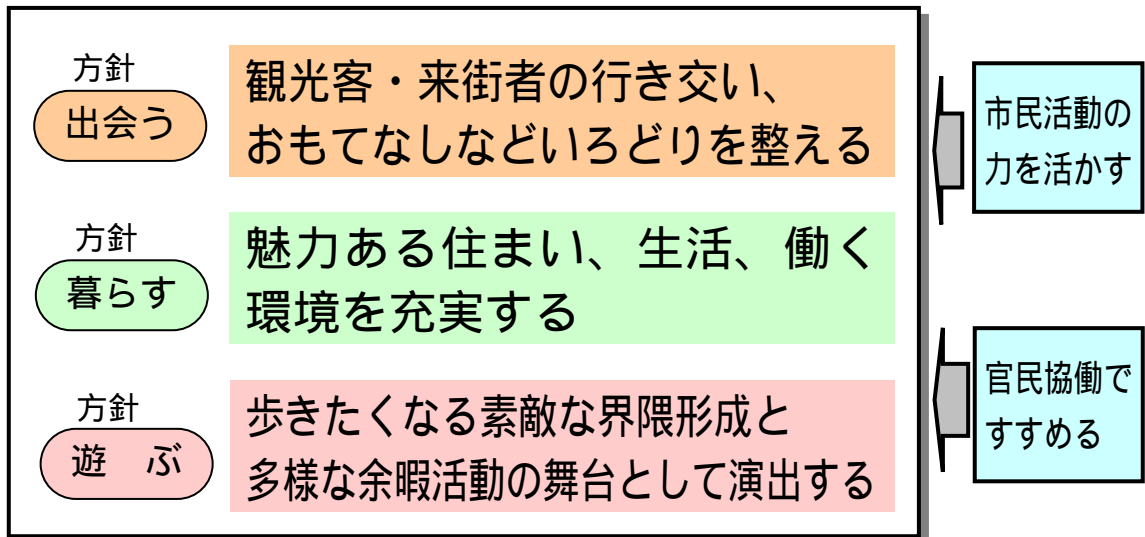 方針
出会う
観光客・来街者の行き交い、
おもてなしなどいろどりを整える
方針
暮らす
魅力ある住まい、生活、働く
環境を充実する
方針
遊　ぶ
歩きたくなる素敵な界隈形成と
多様な余暇活動の舞台として演出する
市民活動の
力を活かす
官民協働で
すすめる